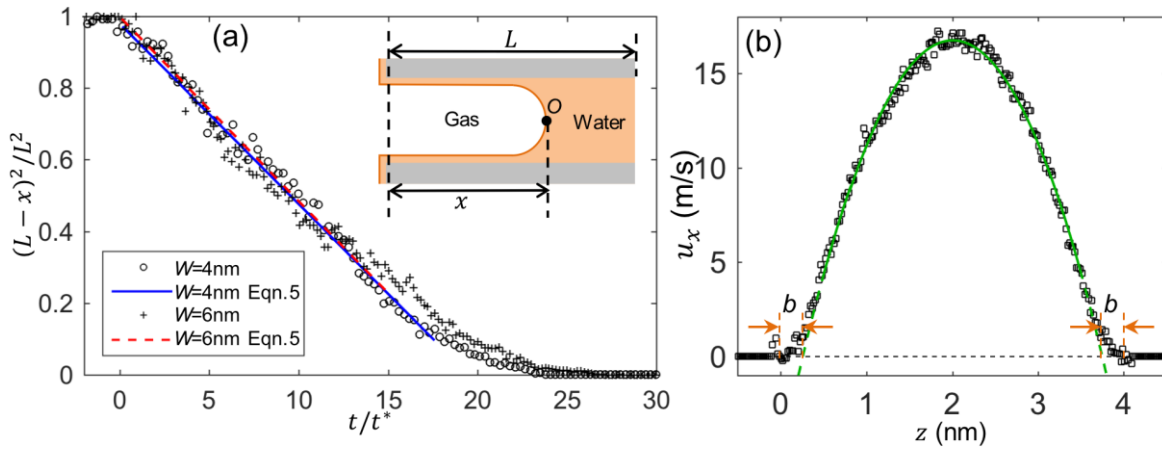 (a)
(L − x)²/L²
1
0.8
0.6
0.4
0.2
0
0
5
10
15
20
25
30
t/t*
L
O
Gas
Water
x
W=4nm
W=4nm Eqn.5
W=6nm
W=6nm Eqn.5
(b)
u_x (m/s)
15
10
5
0
b
b
0
1
2
3
4
z (nm)